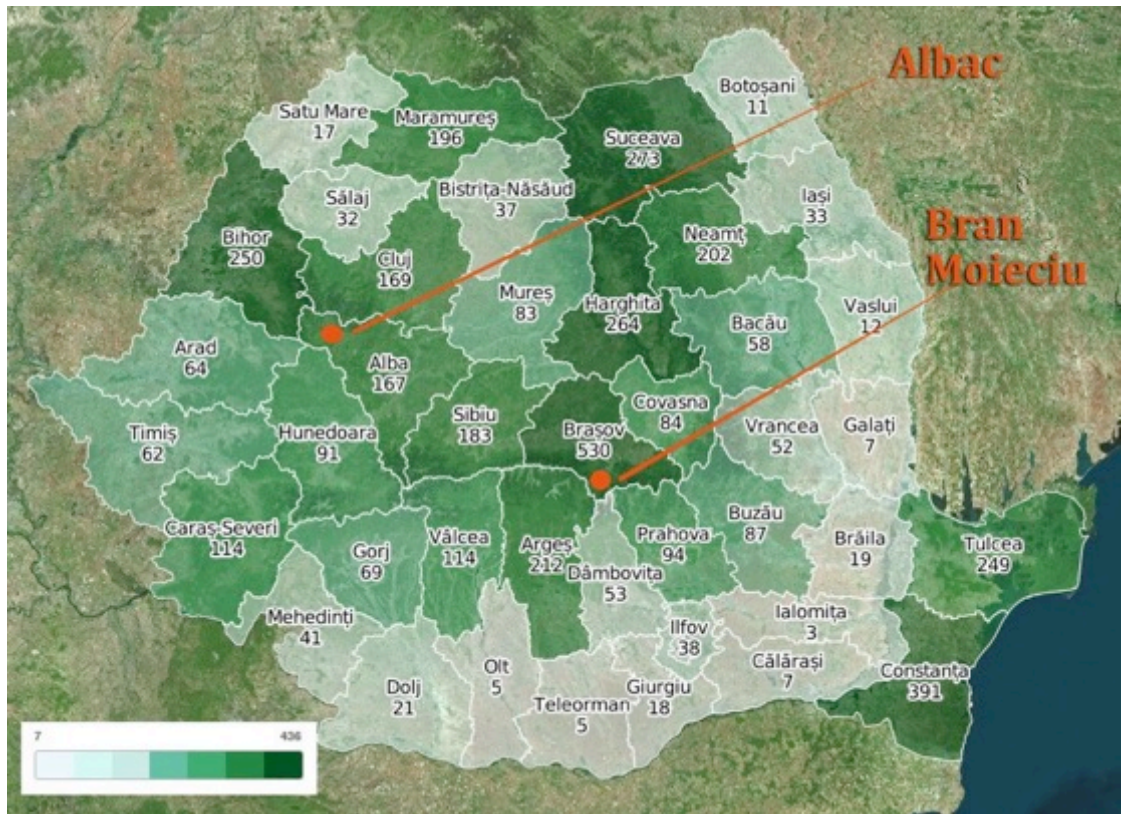 Albac
Botoșani
11
Satu Mare
17
Maramureș
196
Suceava
273
Bistrița-Năsăud
37
Sălaj
32
Iași
33
Bran
Moieciu
Bihor
250
Neamț
202
Cluj
169
Mureș
83
Harghita
264
Vaslui
12
Bacău
58
Arad
64
Alba
167
Covasna
84
Sibiu
183
Brașov
530
Vrancea
52
Galați
7
Timiș
62
Hunedoara
91
Caraș-Severi
114
Gorj
69
Vâlcea
114
Argeș
212
Prahova
94
Buzău
87
Brăila
19
Tulcea
249
Dâmbovița
53
Mehedinți
41
Ilfov
38
Ialomița
3
Călărași
7
Constanța
391
Olt
5
Dolj
21
Giurgiu
18
Teleorman
5
7 436